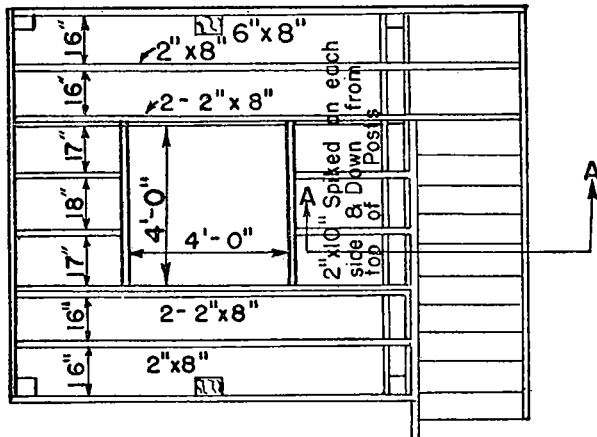 16"
6"x8"
2"x8"
16"
2-2"x8"
17"
18"
17"
4'-0"
4'-0"
2"x10" Spiked on each
side & Down from
top of Posts
A
A
16"
2-2"x8"
16"
2"x8"